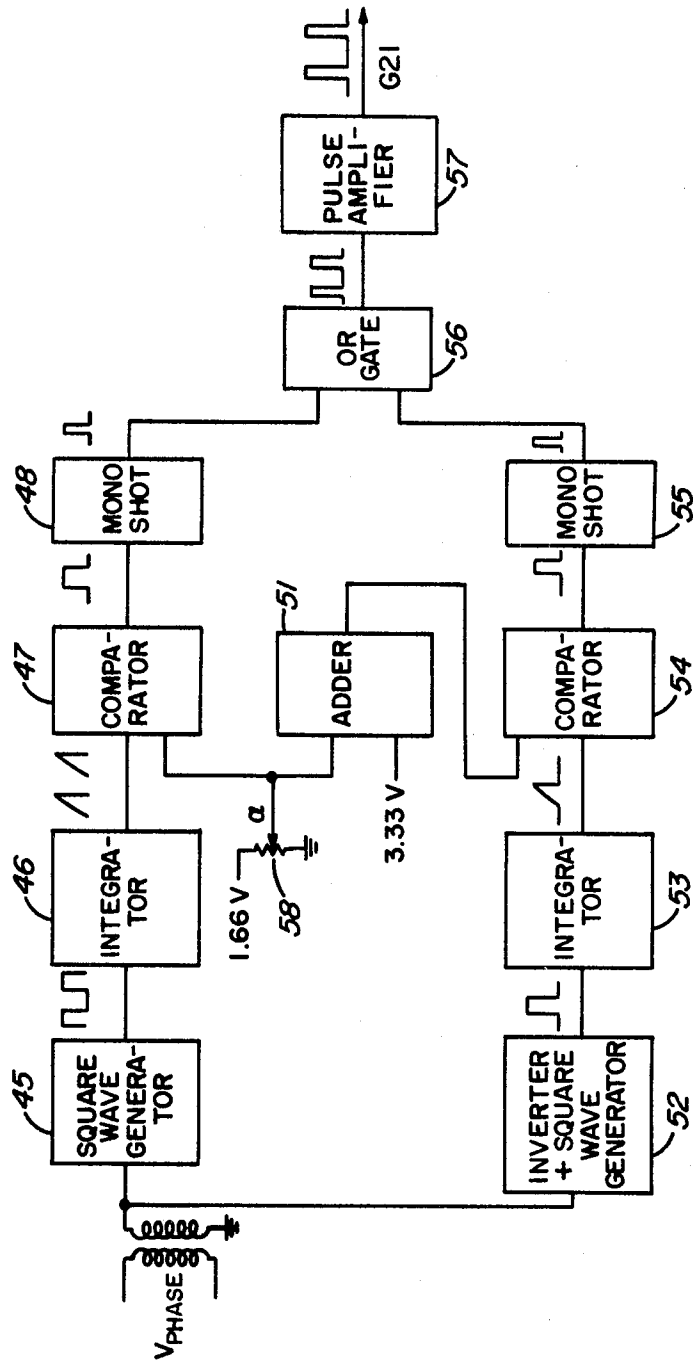 45
SQUARE
WAVE
GENERA-
TOR
46
INTEGRA-
TOR
47
COMPA-
RATOR
48
MONO
SHOT
VPHASE
1.66 V
α
58
51
ADDER
3.33 V
OR
GATE
56
PULSE
AMPLI-
FIER
57
G21
INVERTER
+ SQUARE
WAVE
GENERATOR
52
INTEGRA-
TOR
53
COMPA-
RATOR
54
MONO
SHOT
55